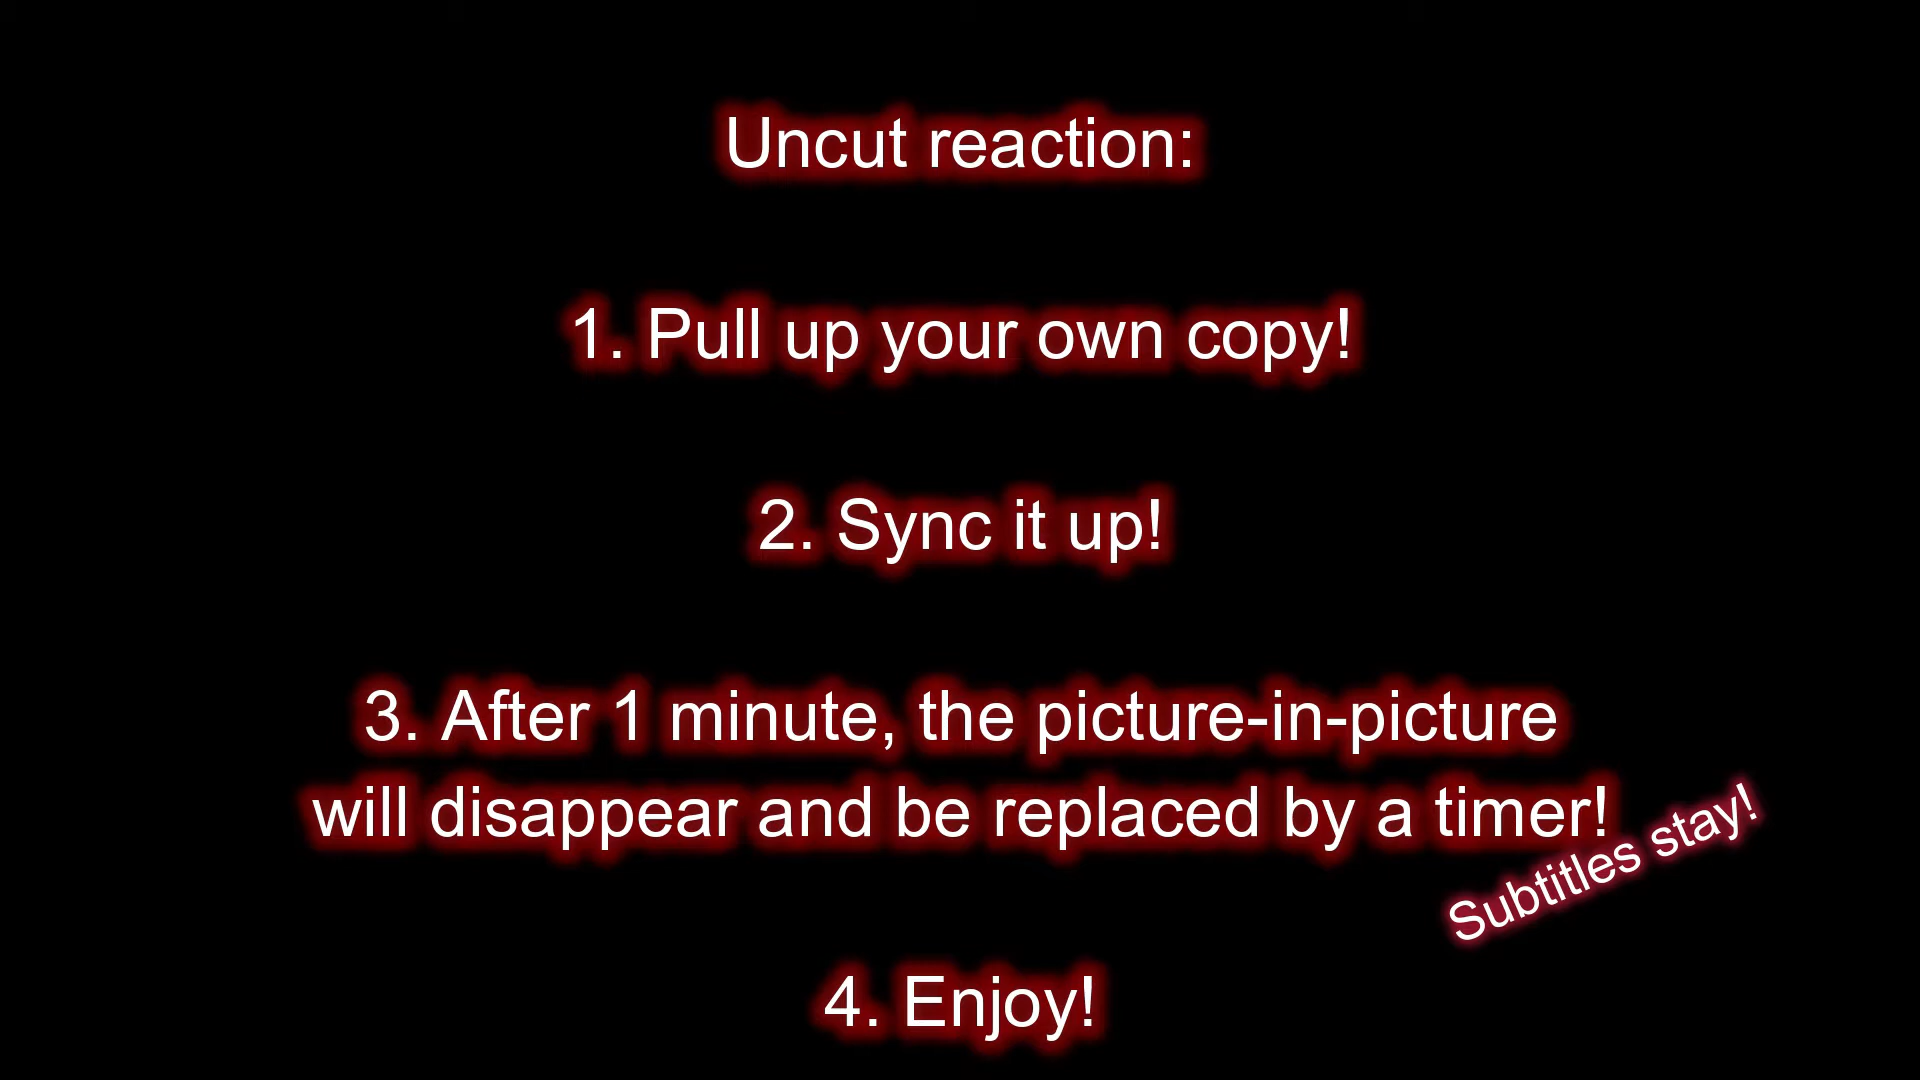 Uncut reaction:
1. Pull up your own copy!
2. Sync it up!
3. After 1 minute, the picture-in-picture
will disappear and be replaced by a timer!
Subtitles stay!
4. Enjoy!